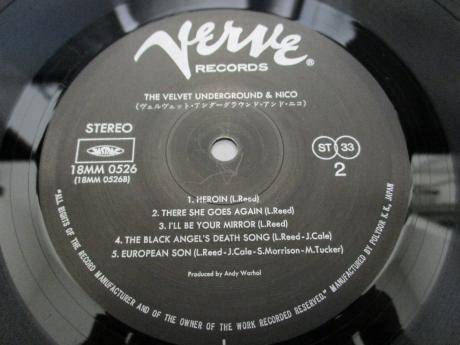 Verve
RECORDS ®
THE VELVET UNDERGROUND & NICO
(ヴェルヴェット・アンダーグラウンド・アンド・ニコ)
STEREO
18MM 0526
(18MM 0526B)
ST 33
2
1. HEROIN (L.Reed)
2. THERE SHE GOES AGAIN (L.Reed)
3. I'LL BE YOUR MIRROR (L.Reed)
4. THE BLACK ANGEL'S DEATH SONG (L.Reed-J.Cale)
5. EUROPEAN SON (L.Reed-J.Cale-S.Morrison-M.Tucker)
Produced by Andy Warhol
"ALL RIGHTS OF THE RECORD MANUFACTURER AND OF THE OWNER OF THE WORK RECORDED RESERVED." MANUFACTURED BY POLYDOR K.K., JAPAN